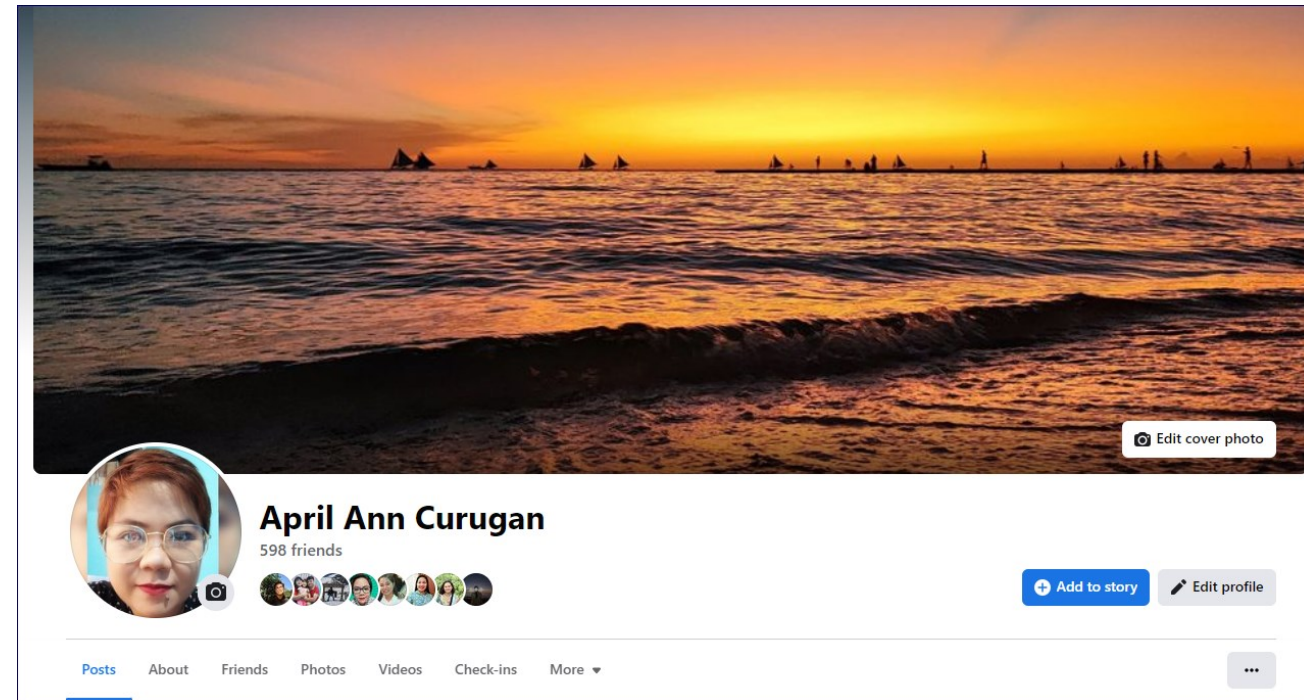 Edit cover photo
April Ann Curugan
598 friends
Add to story Edit profile
Posts About Friends Photos Videos Check-ins More